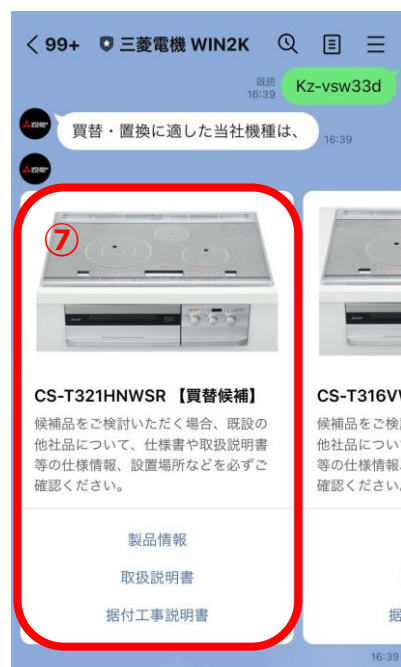 99+ 三菱電機 WIN2K
既読
16:39
Kz-vsw33d
買替・置換に適した当社機種は、
16:39
⑦
CS-T321HNWSR 【買替候補】
候補品をご検討いただく場合、既設の
他社品について、仕様書や取扱説明書
等の仕様情報、設置場所などを必ずご
確認ください。
製品情報
取扱説明書
据付工事説明書
CS-T316V
候補品をご検
他社品につい
等の仕様情報
確認ください
据
16:39